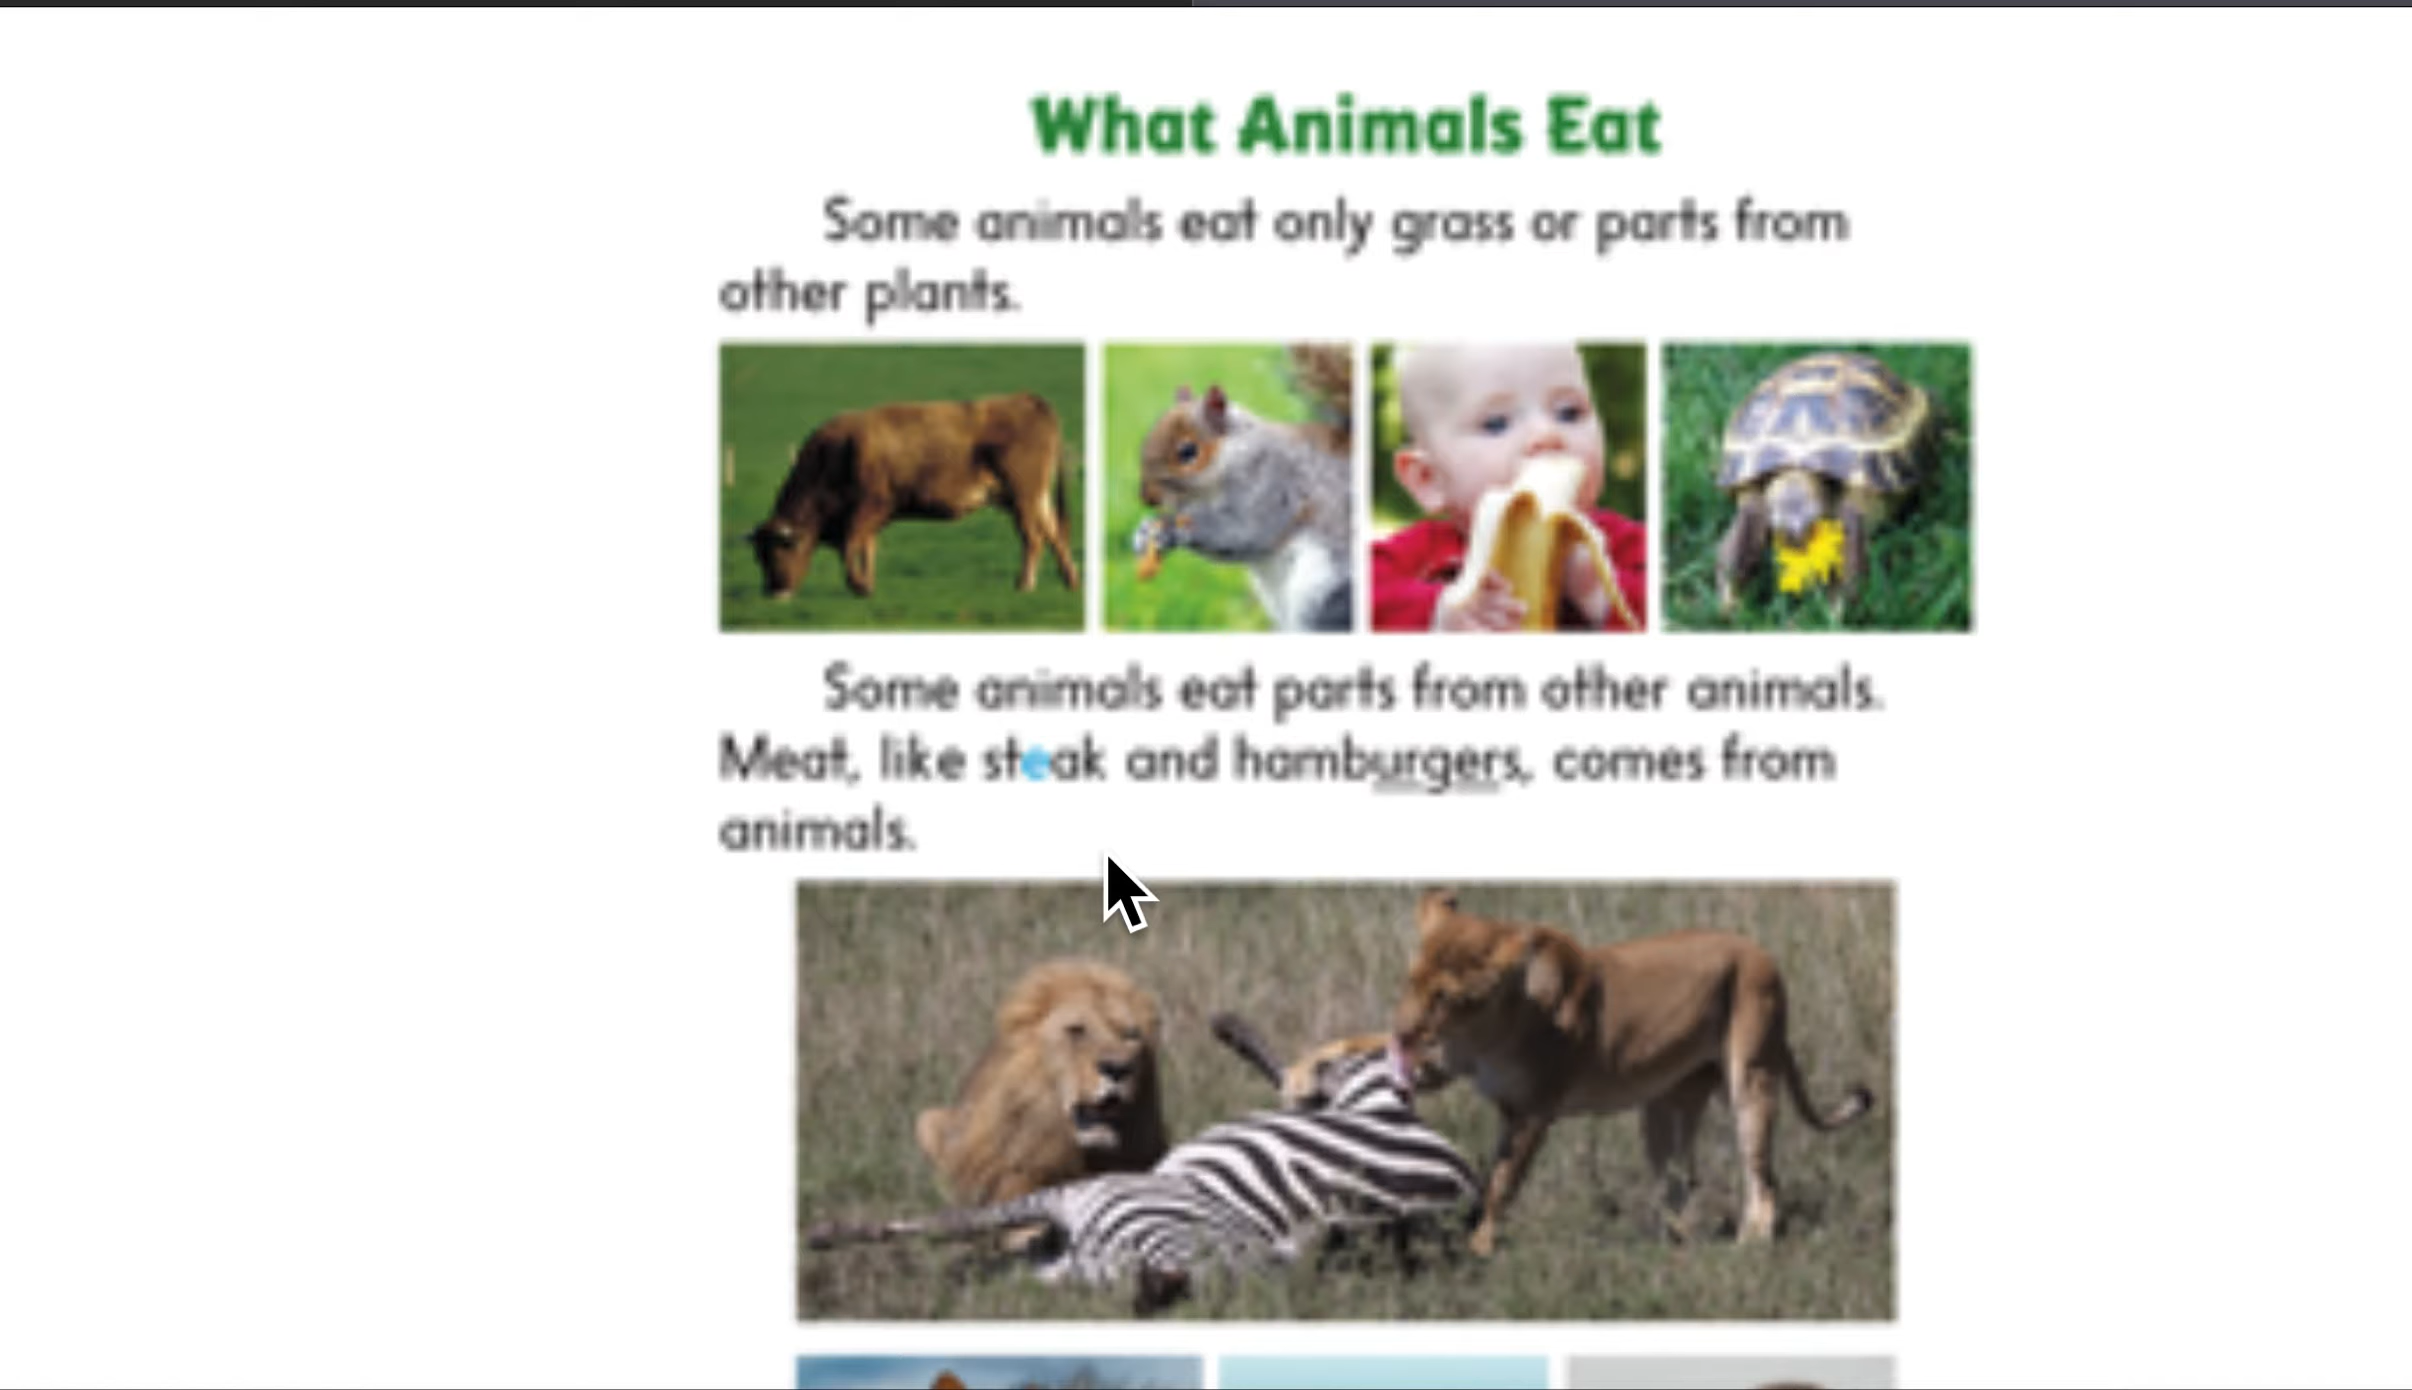 What Animals Eat
Some animals eat only grass or parts from
other plants.
Some animals eat parts from other animals.
Meat, like steak and hamburgers, comes from
animals.